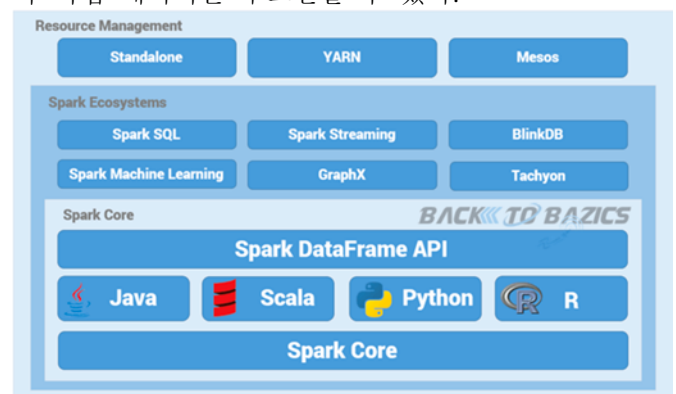 Resource Management
Standalone YARN Mesos
Spark Ecosystems
Spark SQL Spark Streaming BlinkDB
Spark Machine Learning GraphX Tachyon
Spark Core
BACK TO BAZICS
Spark DataFrame API
Java Scala Python R
Spark Core